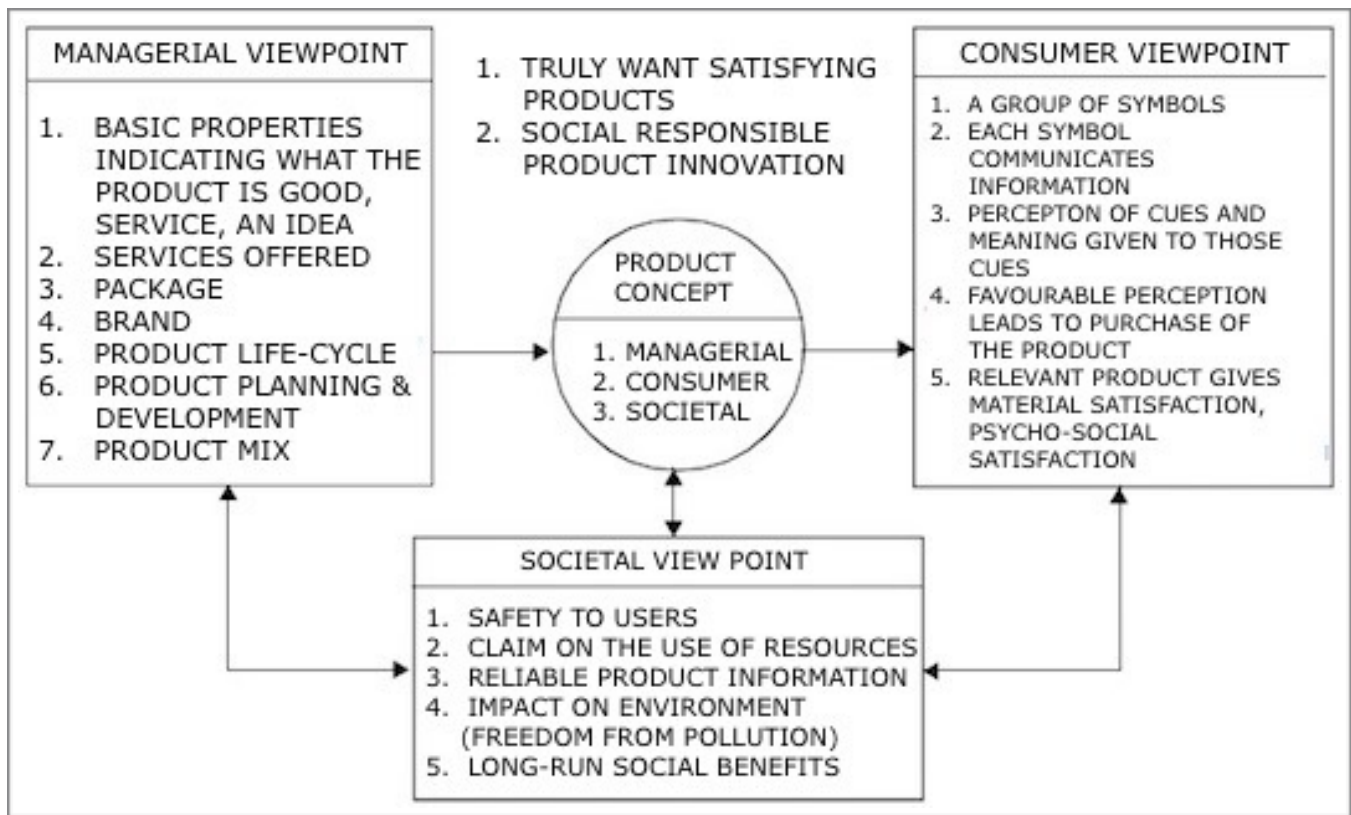 MANAGERIAL VIEWPOINT
1. BASIC PROPERTIES
INDICATING WHAT THE
PRODUCT IS GOOD,
SERVICE, AN IDEA
2. SERVICES OFFERED
3. PACKAGE
4. BRAND
5. PRODUCT LIFE-CYCLE
6. PRODUCT PLANNING &
DEVELOPMENT
7. PRODUCT MIX
1. TRULY WANT SATISFYING
PRODUCTS
2. SOCIAL RESPONSIBLE
PRODUCT INNOVATION
PRODUCT
CONCEPT
1. MANAGERIAL
2. CONSUMER
3. SOCIETAL
CONSUMER VIEWPOINT
1. A GROUP OF SYMBOLS
2. EACH SYMBOL
COMMUNICATES
INFORMATION
3. PERCEPTON OF CUES AND
MEANING GIVEN TO THOSE
CUES
4. FAVOURABLE PERCEPTION
LEADS TO PURCHASE OF
THE PRODUCT
5. RELEVANT PRODUCT GIVES
MATERIAL SATISFACTION,
PSYCHO-SOCIAL
SATISFACTION
SOCIETAL VIEW POINT
1. SAFETY TO USERS
2. CLAIM ON THE USE OF RESOURCES
3. RELIABLE PRODUCT INFORMATION
4. IMPACT ON ENVIRONMENT
(FREEDOM FROM POLLUTION)
5. LONG-RUN SOCIAL BENEFITS